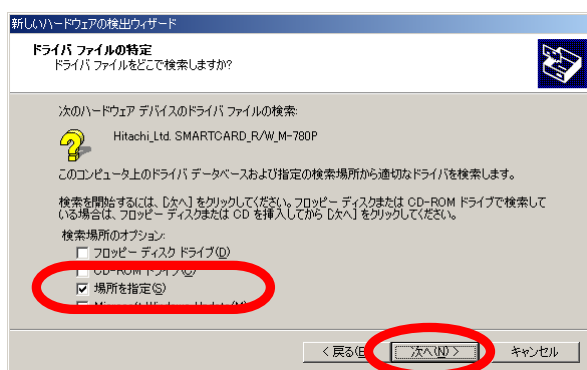 新しいハードウェアの検出ウィザード
ドライバ ファイルの特定
ドライバ ファイルをどこで検索しますか?
次のハードウェア デバイスのドライバ ファイルの検索:
Hitachi_Ltd. SMARTCARD_R/W_M-780P
このコンピュータ上のドライバ データベースおよび指定の検索場所から適切なドライバを検索します。
検索を開始するには、[次へ] をクリックしてください。フロッピー ディスクまたは CD-ROM ドライブで検索して
いる場合は、フロッピー ディスクまたは CD を挿入してから [次へ] をクリックしてください。
検索場所のオプション:
フロッピー ディスク ドライブ(D)
CD-ROM ドライブ(C)
場所を指定(S)
Microsoft Windows Update(M)
< 戻る(B 次へ(N) > キャンセル